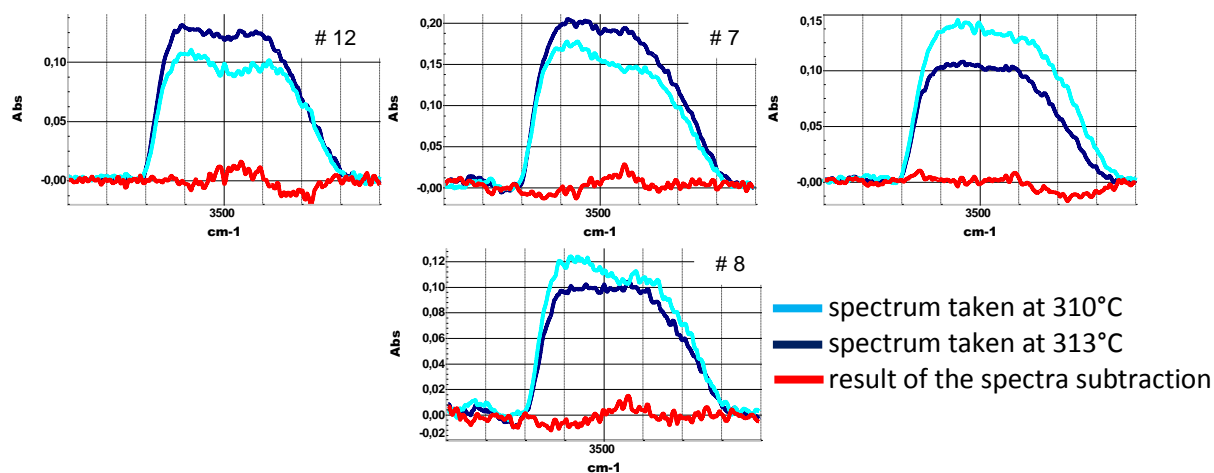 # 12
Abs
0,10
0,05
-0,00
3500
cm-1
# 7
Abs
0,20
0,15
0,10
0,05
-0,00
3500
cm-1
Abs
0,15
0,10
0,05
0,00
3500
cm-1
# 8
Abs
0,12
0,10
0,08
0,06
0,04
0,02
0,00
-0,02
3500
cm-1
spectrum taken at 310°C
spectrum taken at 313°C
result of the spectra subtraction